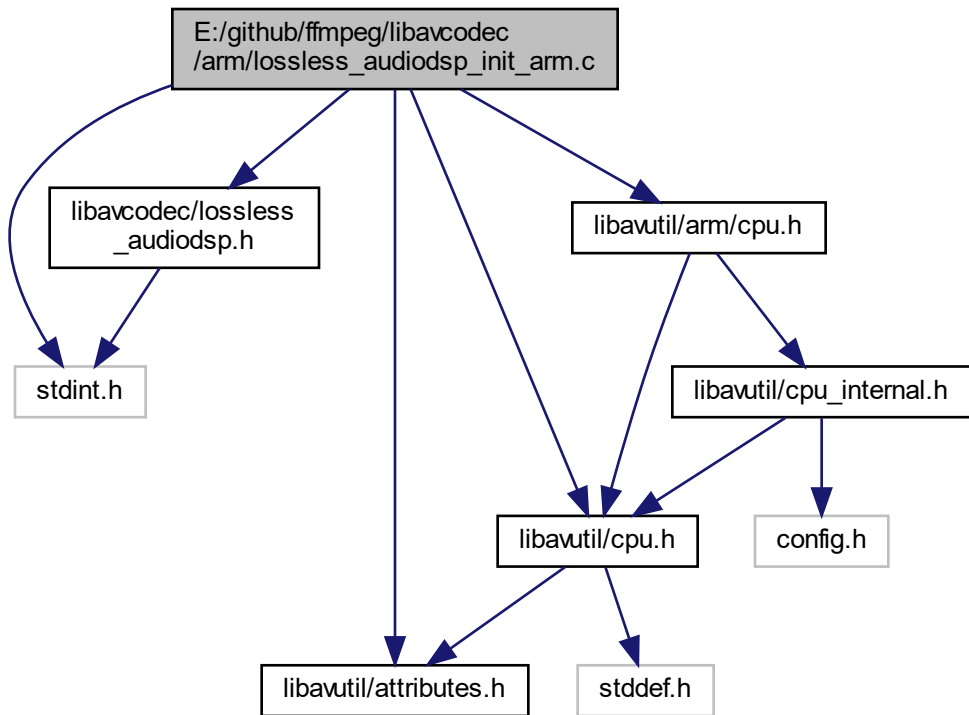 E:/github/ffmpeg/libavcodec
/arm/lossless_audiodsp_init_arm.c
libavcodec/lossless
_audiodsp.h
libavutil/arm/cpu.h
stdint.h
libavutil/cpu_internal.h
libavutil/cpu.h
config.h
libavutil/attributes.h
stddef.h